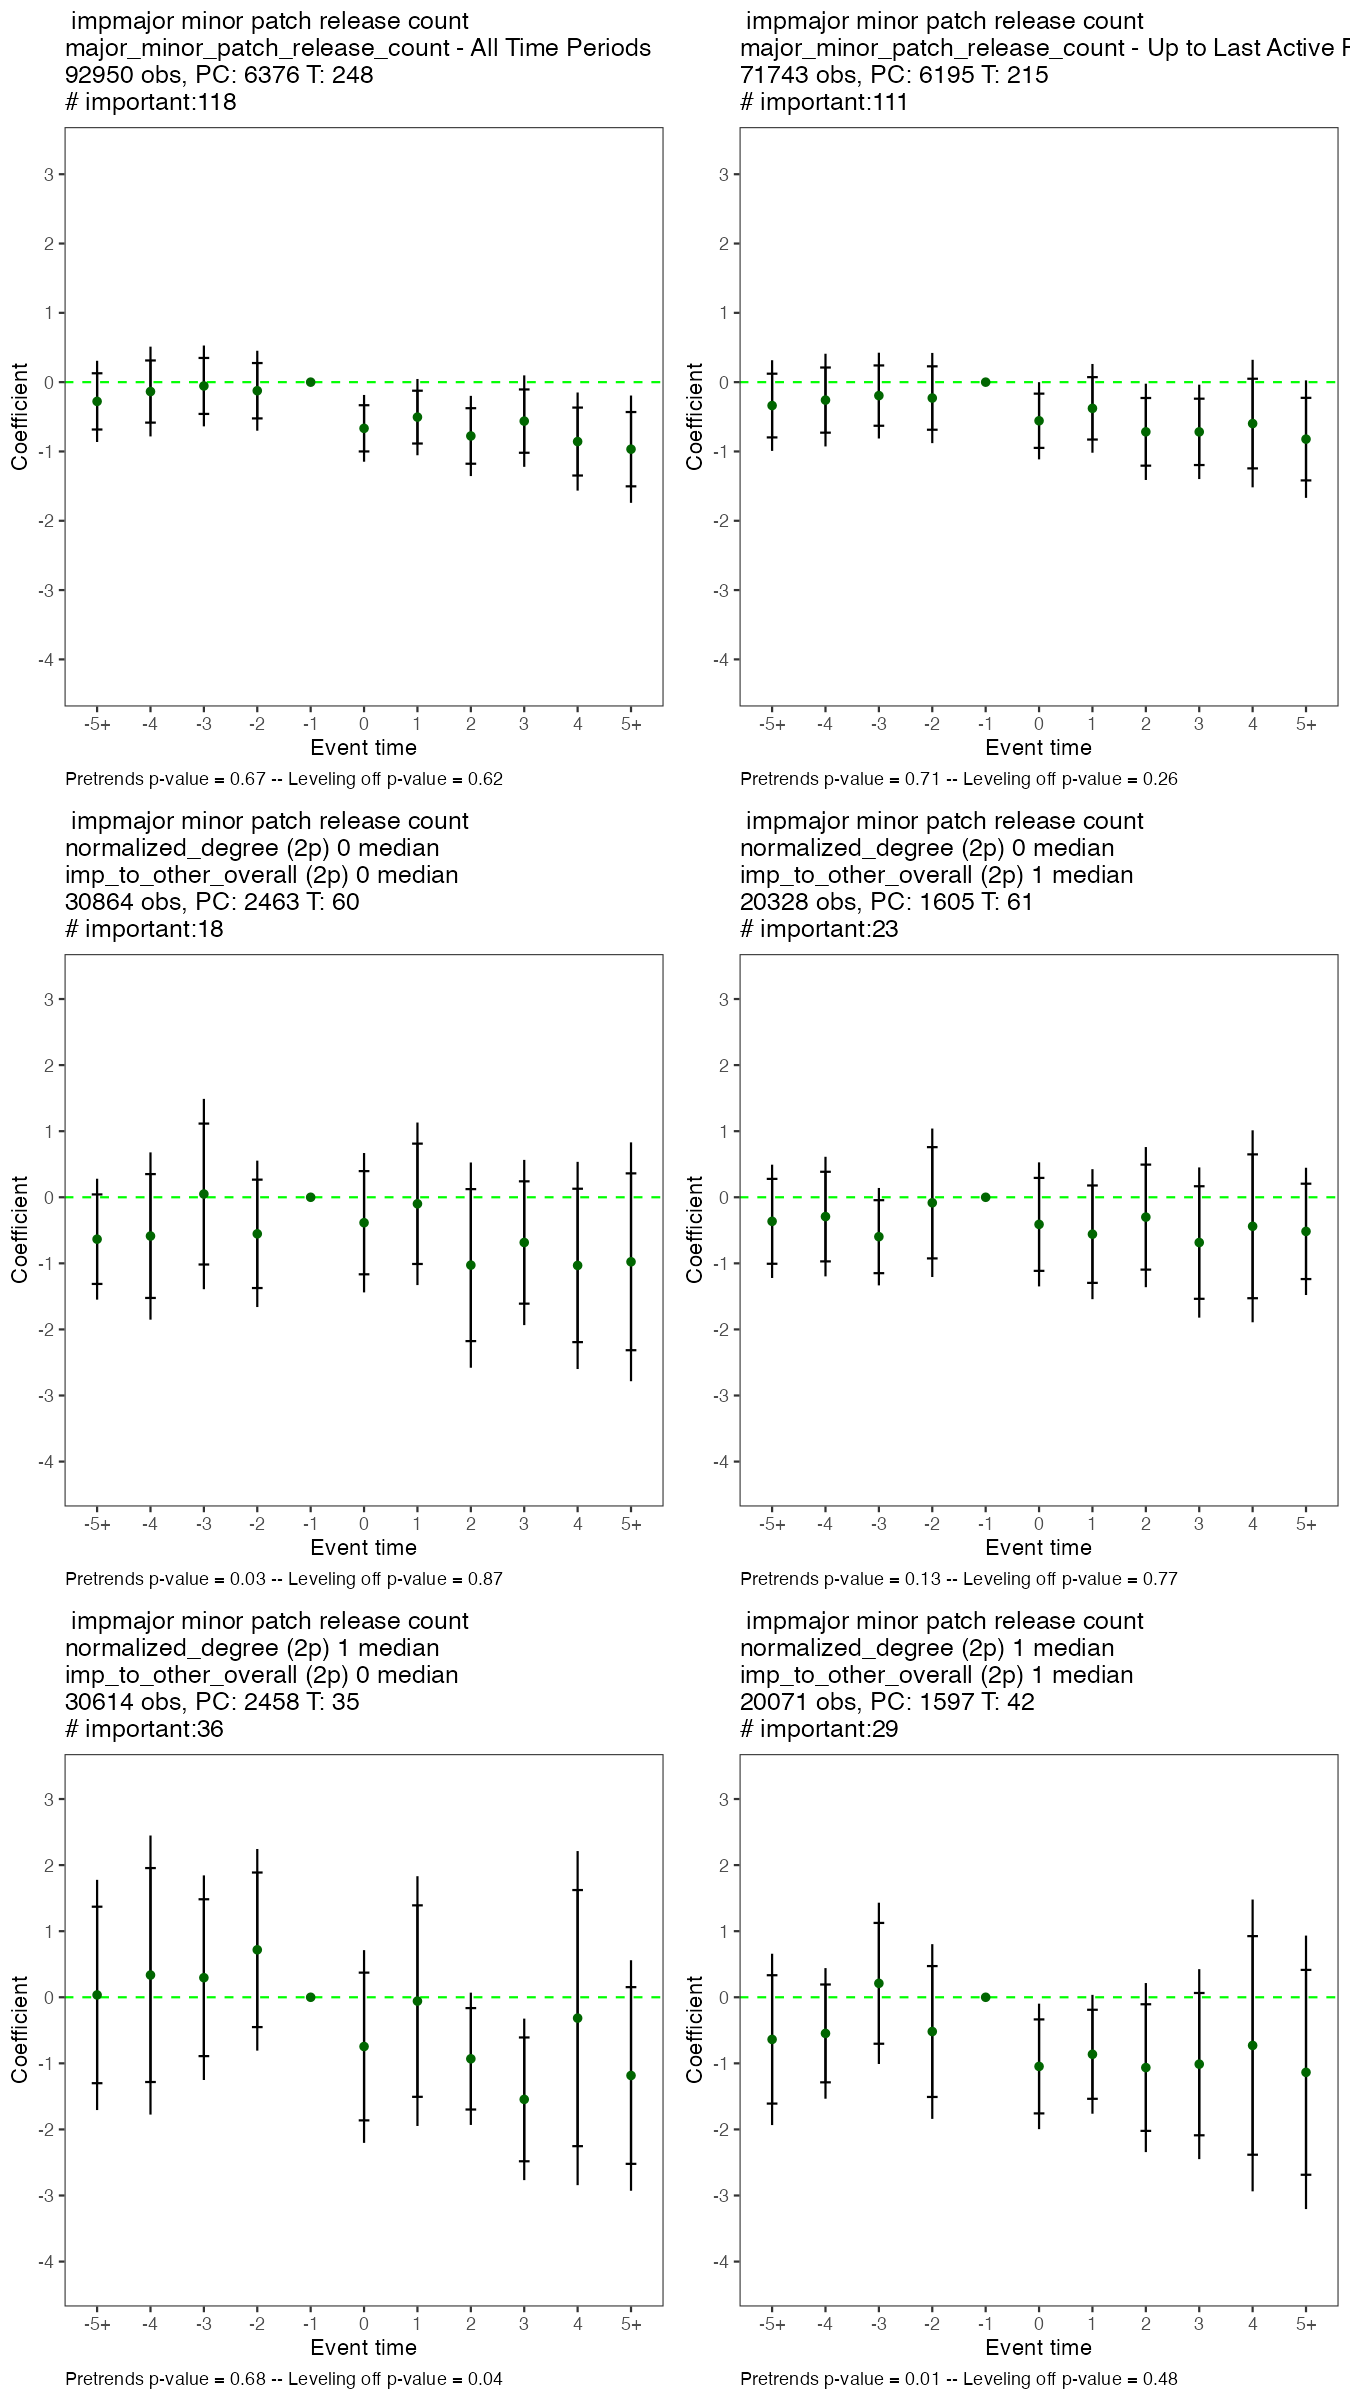 impmajor minor patch release count
major_minor_patch_release_count - All Time Periods
92950 obs, PC: 6376 T: 248
# important:118
3
2
1
0
-1
-2
-3
-4
Coefficient
-5+ -4 -3 -2 -1 0 1 2 3 4 5+
Event time
Pretrends p-value = 0.67 -- Leveling off p-value = 0.62
impmajor minor patch release count
major_minor_patch_release_count - Up to Last Active
71743 obs, PC: 6195 T: 215
# important:111
3
2
1
0
-1
-2
-3
-4
Coefficient
-5+ -4 -3 -2 -1 0 1 2 3 4 5+
Event time
Pretrends p-value = 0.71 -- Leveling off p-value = 0.26
impmajor minor patch release count
normalized_degree (2p) 0 median
imp_to_other_overall (2p) 0 median
30864 obs, PC: 2463 T: 60
# important:18
3
2
1
0
-1
-2
-3
-4
Coefficient
-5+ -4 -3 -2 -1 0 1 2 3 4 5+
Event time
Pretrends p-value = 0.03 -- Leveling off p-value = 0.87
impmajor minor patch release count
normalized_degree (2p) 0 median
imp_to_other_overall (2p) 1 median
20328 obs, PC: 1605 T: 61
# important:23
3
2
1
0
-1
-2
-3
-4
Coefficient
-5+ -4 -3 -2 -1 0 1 2 3 4 5+
Event time
Pretrends p-value = 0.13 -- Leveling off p-value = 0.77
impmajor minor patch release count
normalized_degree (2p) 1 median
imp_to_other_overall (2p) 0 median
30614 obs, PC: 2458 T: 35
# important:36
3
2
1
0
-1
-2
-3
-4
Coefficient
-5+ -4 -3 -2 -1 0 1 2 3 4 5+
Event time
Pretrends p-value = 0.68 -- Leveling off p-value = 0.04
impmajor minor patch release count
normalized_degree (2p) 1 median
imp_to_other_overall (2p) 1 median
20071 obs, PC: 1597 T: 42
# important:29
3
2
1
0
-1
-2
-3
-4
Coefficient
-5+ -4 -3 -2 -1 0 1 2 3 4 5+
Event time
Pretrends p-value = 0.01 -- Leveling off p-value = 0.48